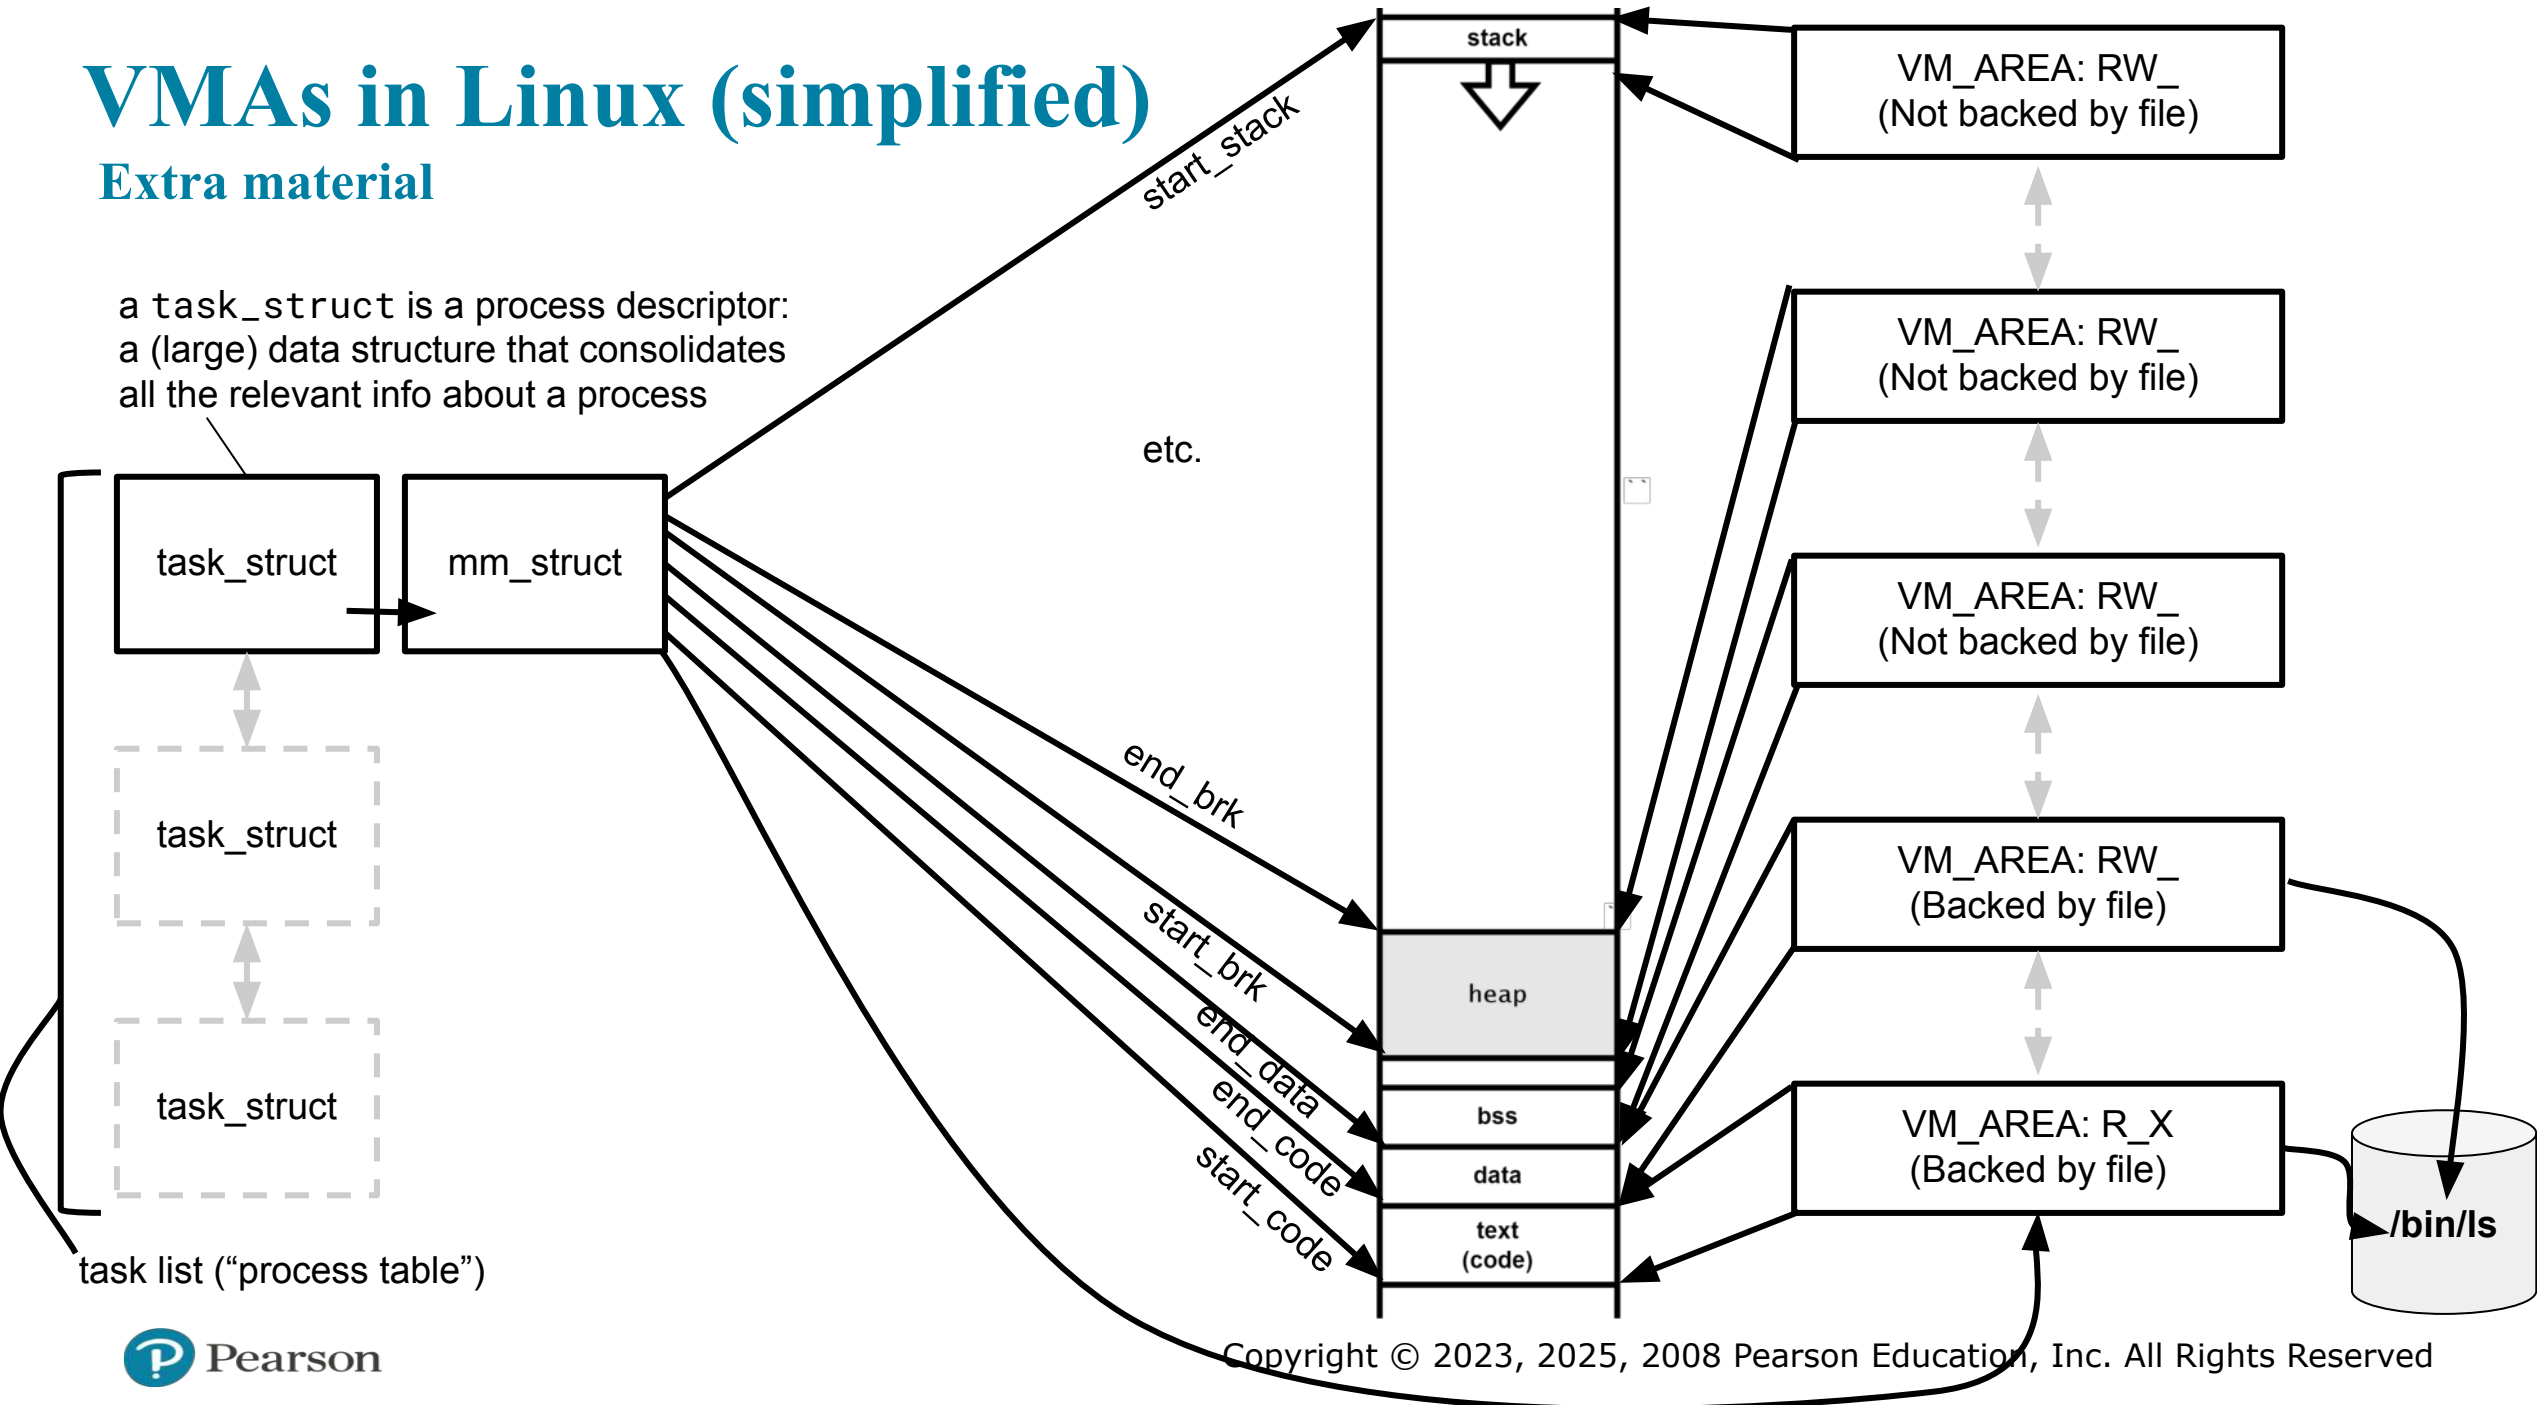 VMAs in Linux (simplified)
Extra material
a task_struct is a process descriptor:
a (large) data structure that consolidates
all the relevant info about a process
task_struct
mm_struct
task_struct
task_struct
task list (“process table”)
start_stack
etc.
end_brk
start_brk
end_data
end_code
start_code
stack
heap
bss
data
text
(code)
VM_AREA: RW_
(Not backed by file)
VM_AREA: RW_
(Not backed by file)
VM_AREA: RW_
(Not backed by file)
VM_AREA: RW_
(Backed by file)
VM_AREA: R_X
(Backed by file)
/bin/ls
Pearson
Copyright © 2023, 2025, 2008 Pearson Education, Inc. All Rights Reserved